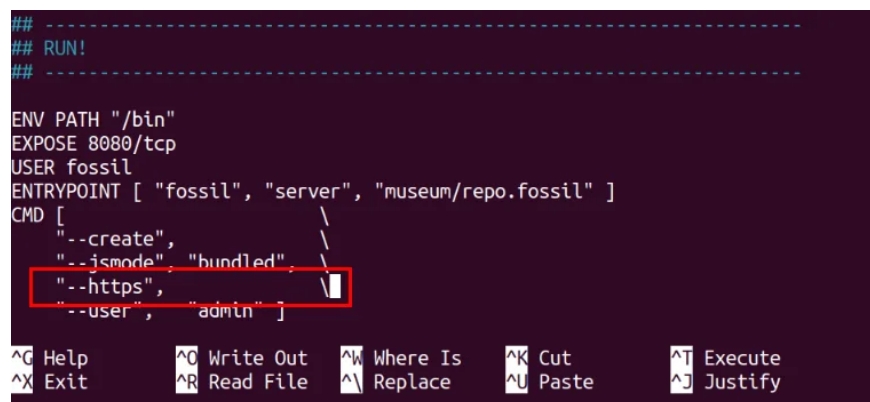 ## -----------------------------------------------------------------------
## RUN!
## -----------------------------------------------------------------------
ENV PATH "/bin"
EXPOSE 8080/tcp
USER fossil
ENTRYPOINT [ "fossil", "server", "museum/repo.fossil" ]
CMD [                       \
    "--create",             \
    "--jsmode", "bundled",  \
    "--https",              \
    "--user",   "admin" ]
^G Help        ^O Write Out   ^W Where Is    ^K Cut         ^T Execute
^X Exit        ^R Read File   ^\ Replace     ^U Paste       ^J Justify